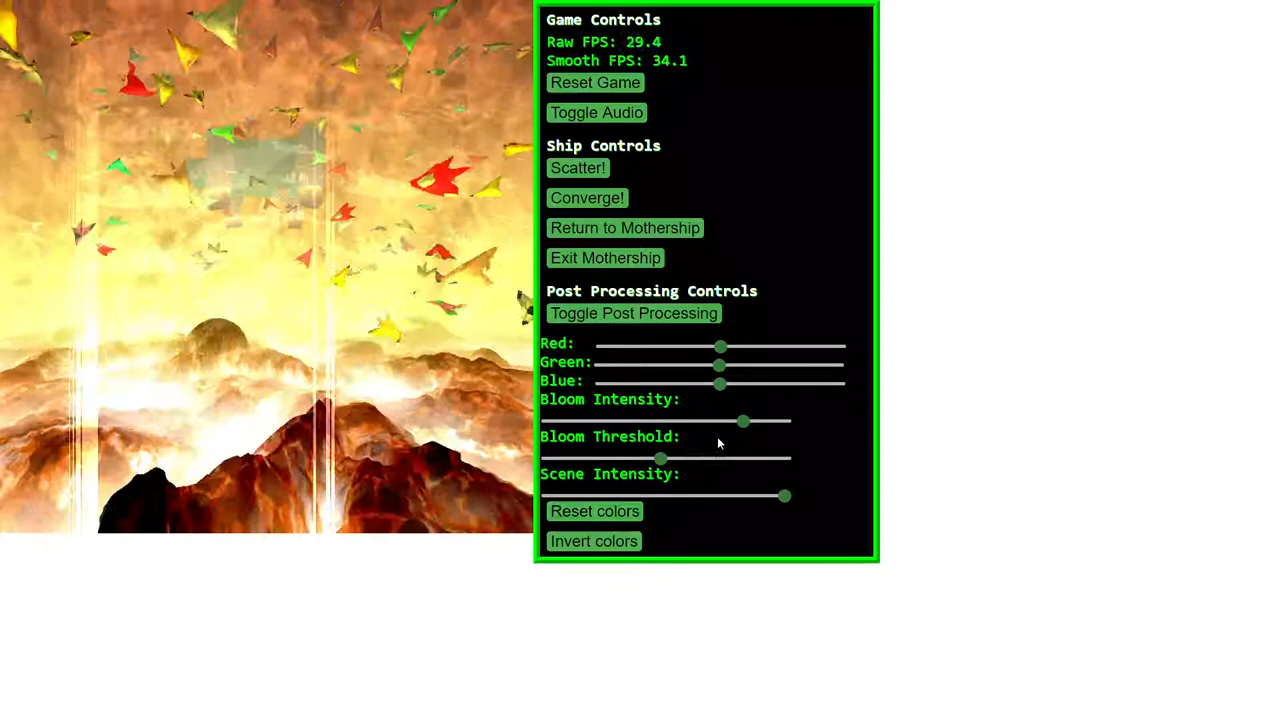 Game Controls
Raw FPS: 29.4
Smooth FPS: 34.1
Reset Game
Toggle Audio
Ship Controls
Scatter!
Converge!
Return to Mothership
Exit Mothership
Post Processing Controls
Toggle Post Processing
Red:
Green:
Blue:
Bloom Intensity:
Bloom Threshold:
Scene Intensity:
Reset colors
Invert colors